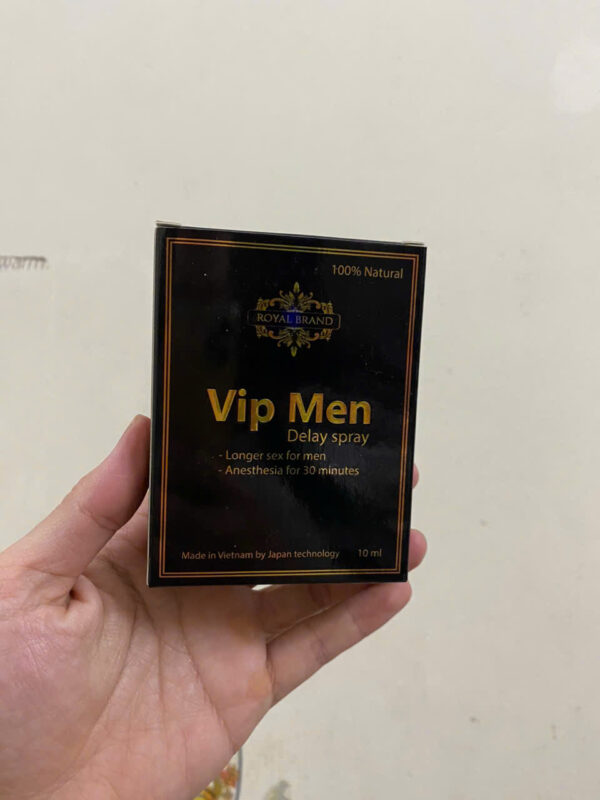 warm
100% Natural
ROYAL BRAND
Vip Men
Delay spray
- Longer sex for men
- Anesthesia for 30 minutes
Made in Vietnam by Japan technology 10 ml